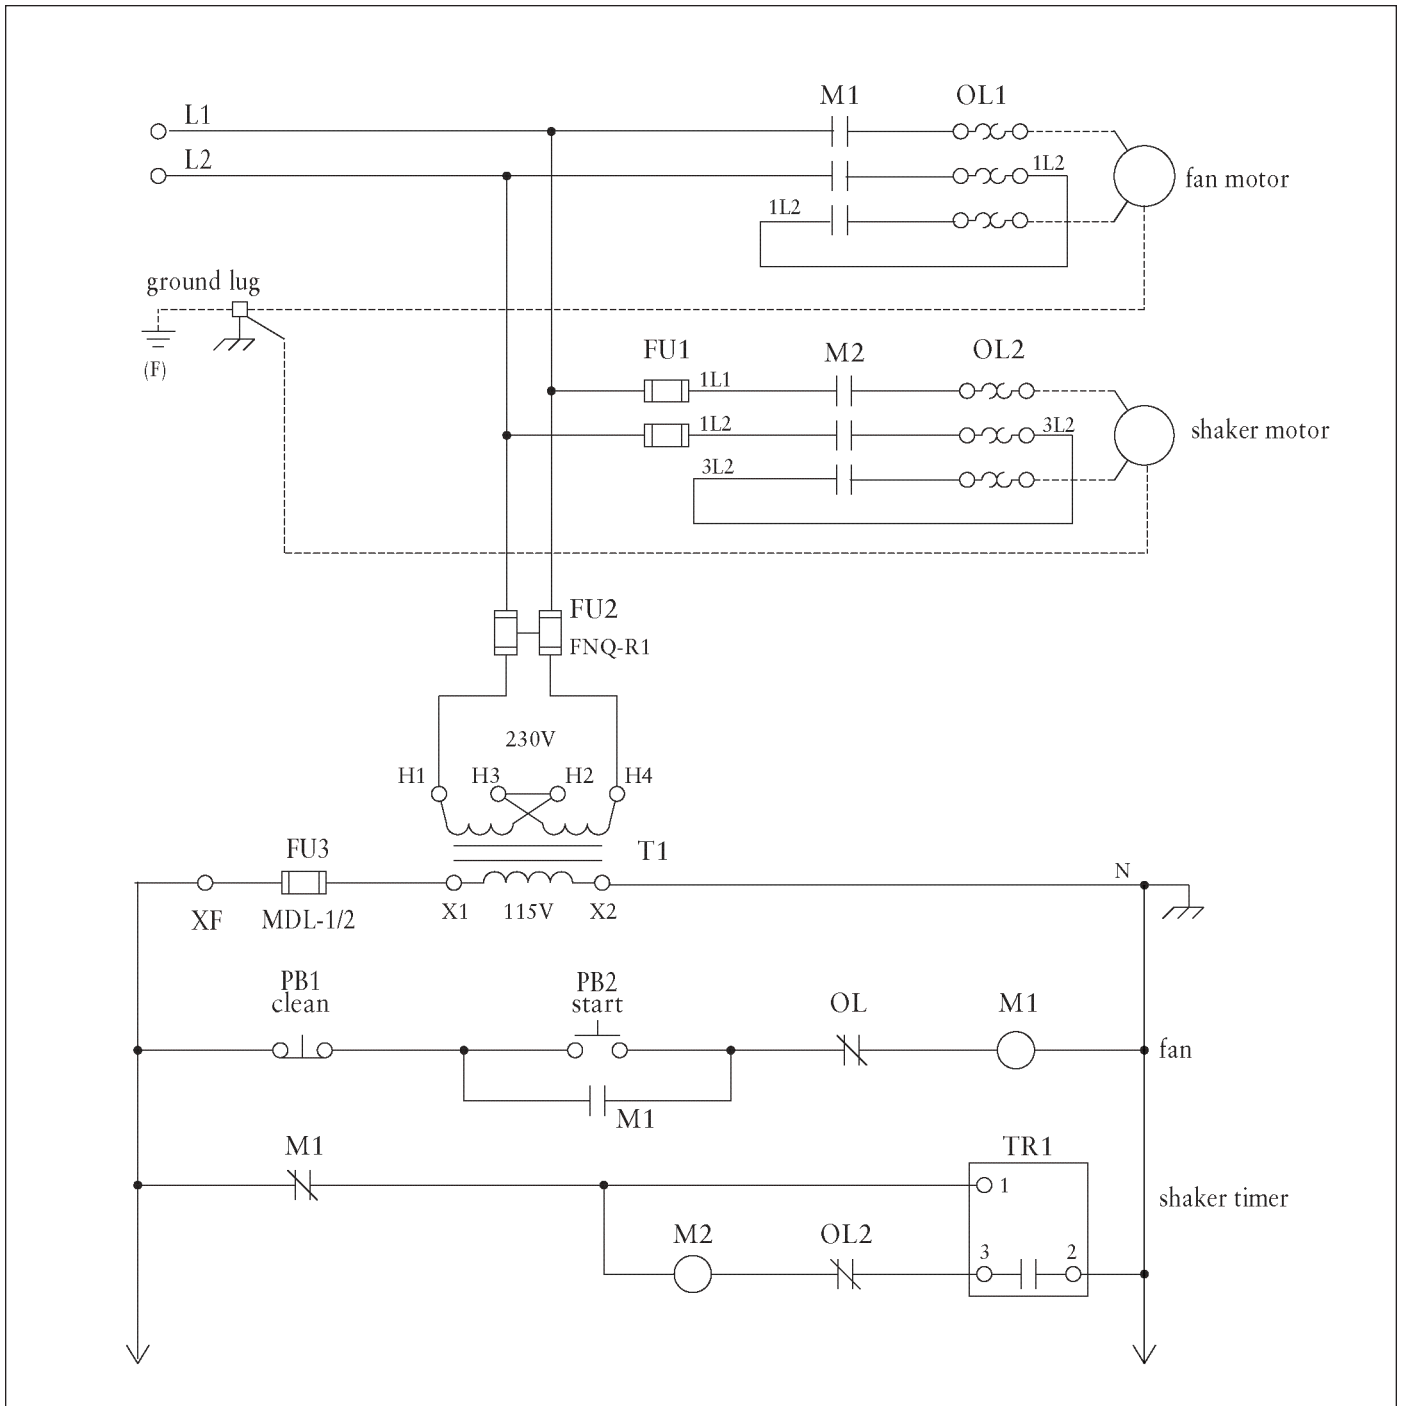 M1
OL1
L1
L2
1L2
fan motor
1L2
ground lug
(F)
FU1
M2
OL2
1L1
1L2
3L2
shaker motor
3L2
FU2
FNQ-R1
230V
H1
H3
H2
H4
FU3
T1
N
XF
MDL-1/2
X1
115V
X2
PB1
clean
PB2
start
OL
M1
fan
M1
M1
TR1
1
shaker timer
M2
OL2
3
2